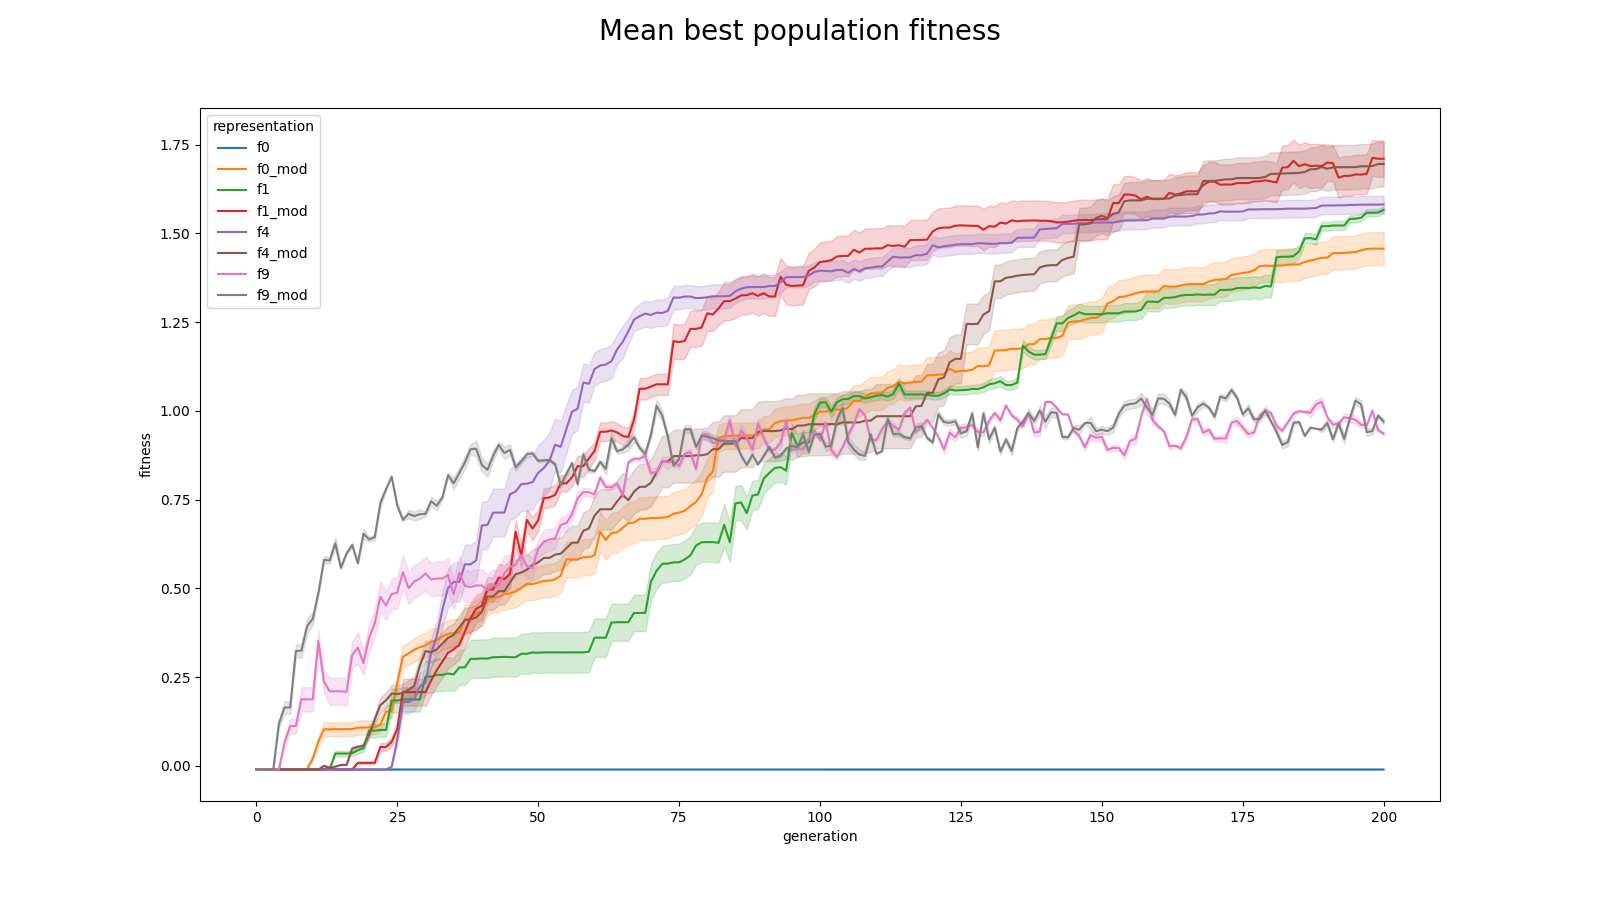 Mean best population fitness
representation
f0
f0_mod
f1
f1_mod
f4
f4_mod
f9
f9_mod
1.75
1.50
1.25
1.00
0.75
0.50
0.25
0.00
fitness
0 25 50 75 100 125 150 175 200
generation